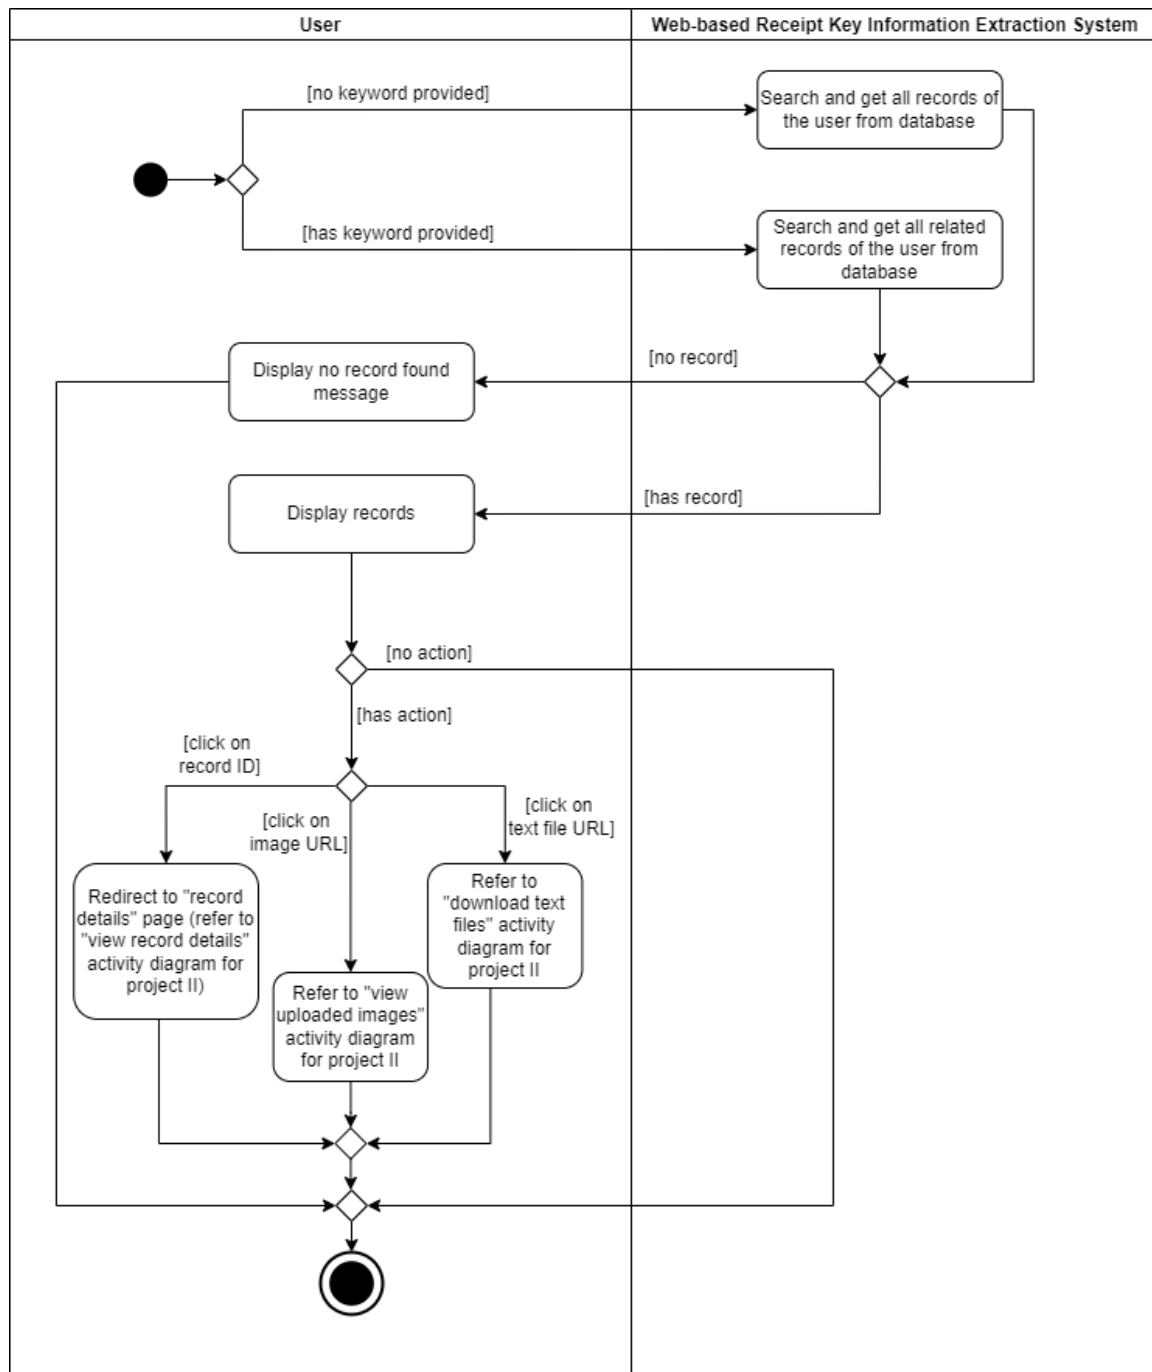 User
Web-based Receipt Key Information Extraction System
[no keyword provided]
Search and get all records of
the user from database
[has keyword provided]
Search and get all related
records of the user from
database
[no record]
Display no record found
message
[has record]
Display records
[no action]
[has action]
[click on
record ID]
[click on
image URL]
[click on
text file URL]
Redirect to "record
details" page (refer to
"view record details"
activity diagram for
project II)
Refer to "view
uploaded images"
activity diagram
for project II
Refer to
"download text
files" activity
diagram for
project II